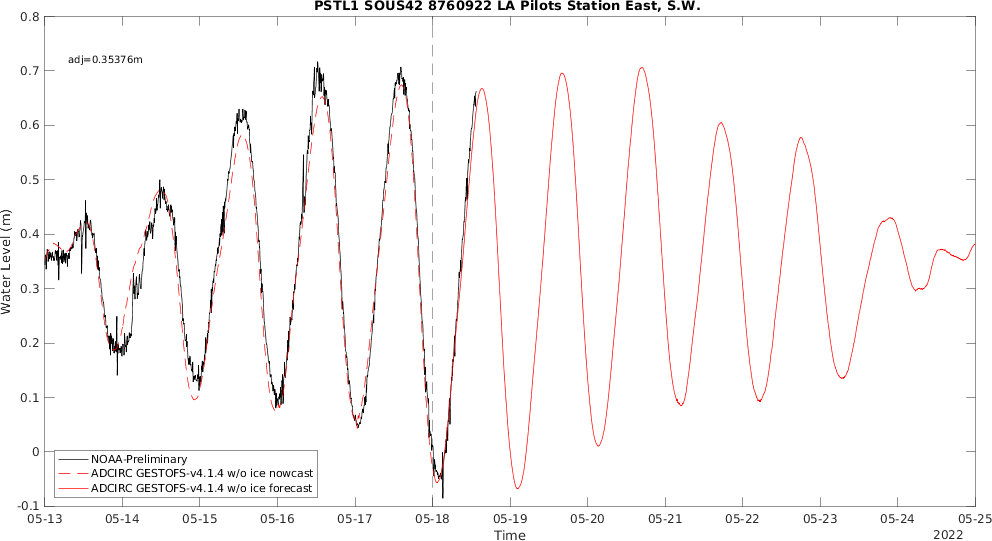 PSTL1 SOUS42 8760922 LA Pilots Station East, S.W.
0.8
adj=0.35376m
0.7
0.6
0.5
0.4
0.3
0.2
0.1
0
-0.1
Water Level (m)
NOAA-Preliminary
ADCIRC GESTOFS-v4.1.4 w/o ice nowcast
ADCIRC GESTOFS-v4.1.4 w/o ice forecast
05-13 05-14 05-15 05-16 05-17 05-18 05-19 05-20 05-21 05-22 05-23 05-24 05-25
Time
2022